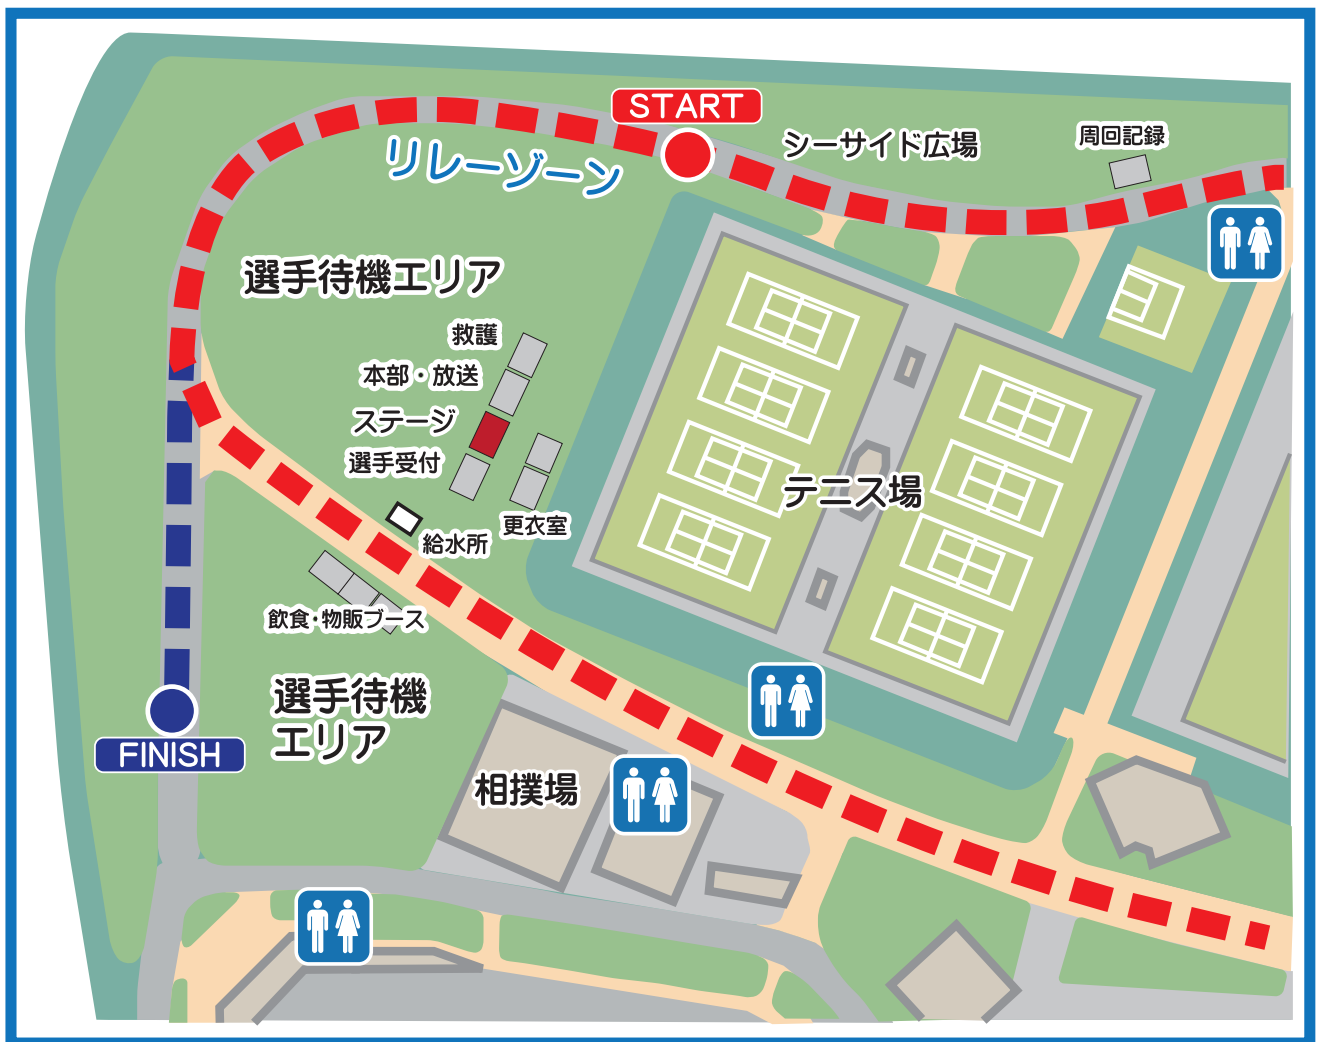 START
シーサイド広場
周回記録
リレーゾーン
選手待機エリア
救護
本部・放送
ステージ
選手受付
更衣室
給水所
テニス場
飲食・物販ブース
選手待機
エリア
FINISH
相撲場